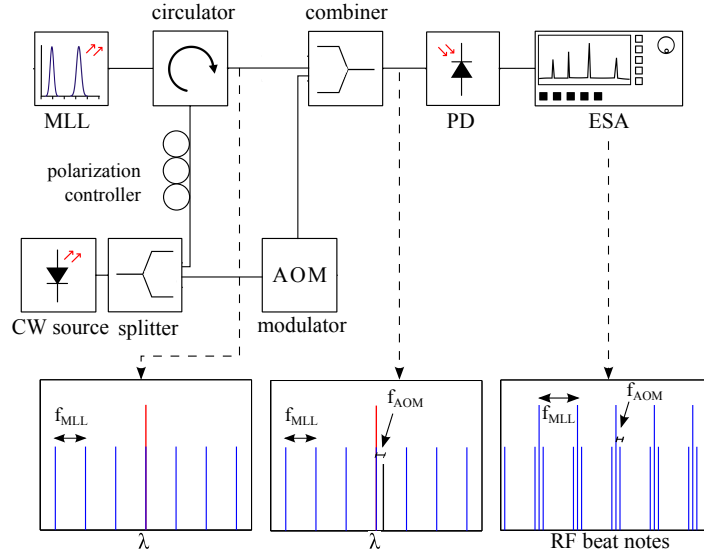 circulator
combiner
MLL
PD
ESA
polarization
controller
AOM
CW source
splitter
modulator
f_MLL
f_MLL
f_AOM
f_MLL
f_AOM
λ
λ
RF beat notes